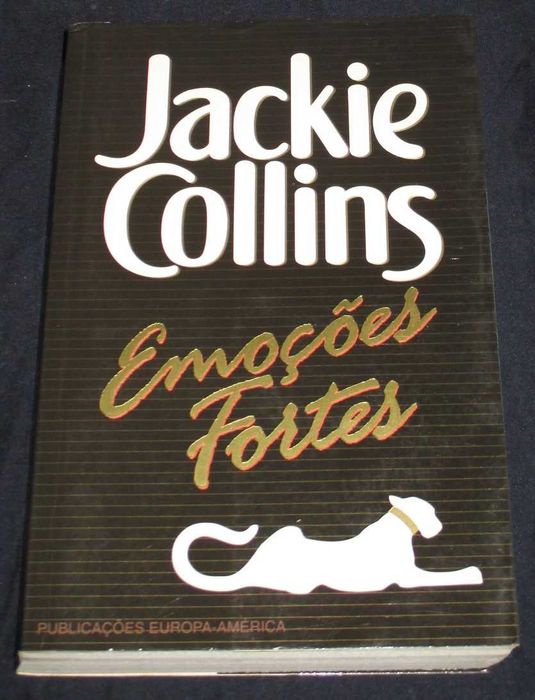 Jackie
Collins
Emoções
Fortes
PUBLICAÇÕES EUROPA-AMÉRICA